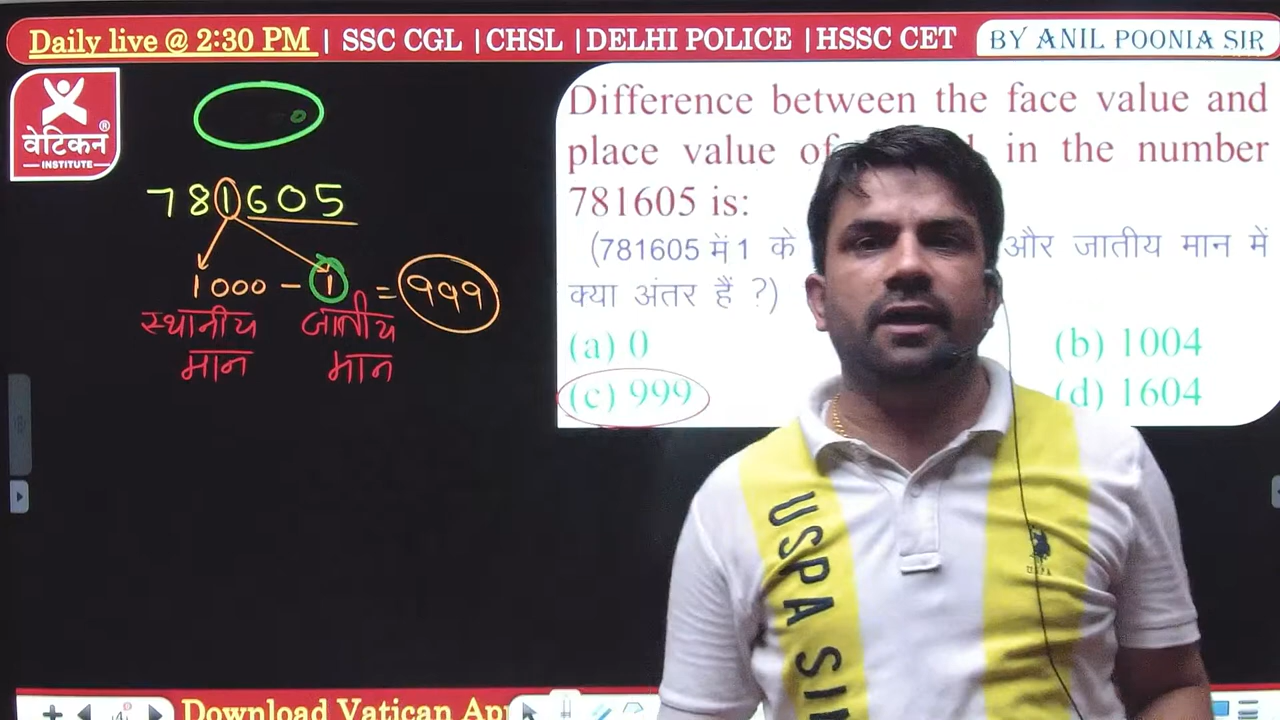 Daily live @ 2:30 PM | SSC CGL |CHSL |DELHI POLICE |HSSC CET
BY ANIL POONIA SIR
वेटिकन
INSTITUTE
781605
1000 - 1 = 999
स्थानीय मान
जातीय मान
Difference between the face value and
place value of in the number
781605 is:
(781605 में 1 के और जातीय मान में
क्या अंतर हैं ?)
(a) 0
(b) 1004
(c) 999
(d) 1604
USPA
U.S.P.A.
Download Vatican App